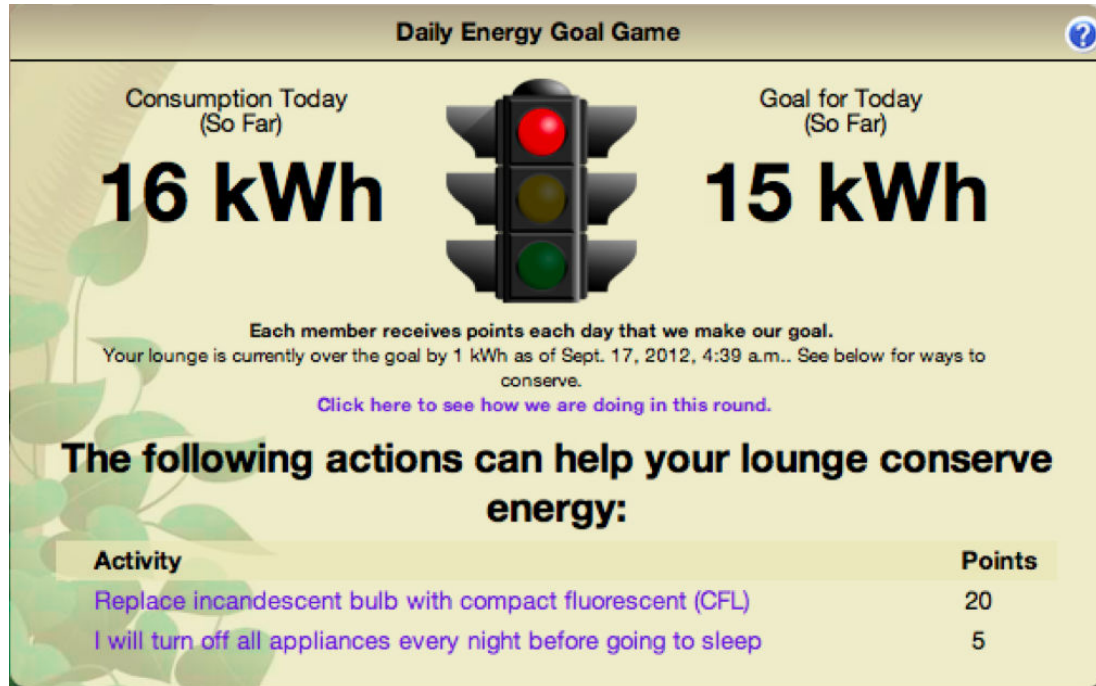 Daily Energy Goal Game
?
Consumption Today
(So Far)
16 kWh
Goal for Today
(So Far)
15 kWh
Each member receives points each day that we make our goal.
Your lounge is currently over the goal by 1 kWh as of Sept. 17, 2012, 4:39 a.m.. See below for ways to
conserve.
Click here to see how we are doing in this round.
The following actions can help your lounge conserve
energy:
Activity Points
Replace incandescent bulb with compact fluorescent (CFL) 20
I will turn off all appliances every night before going to sleep 5